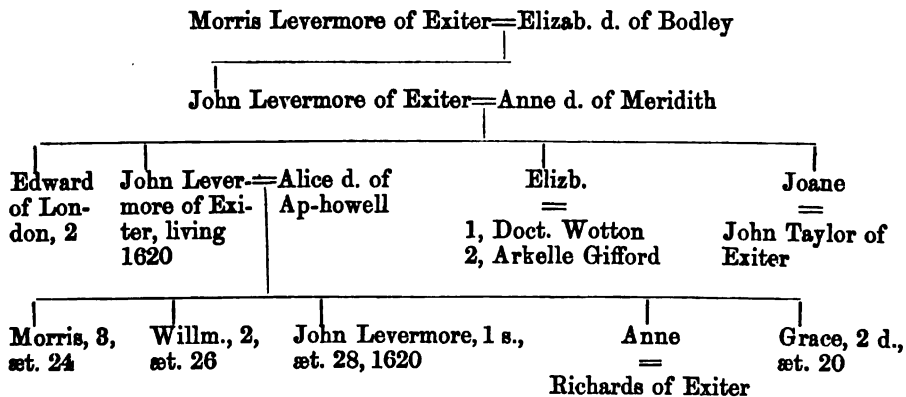 Morris Levermore of Exiter=Elizab. d. of Bodley
John Levermore of Exiter=Anne d. of Meridith
Edward
of Lon-
don, 2
John Lever-=Alice d. of
more of Exi- Ap-howell
ter, living
1620
Elizb.
=
1, Doct. Wotton
2, Arkelle Gifford
Joane
=
John Taylor of
Exiter
Morris, 3,
æt. 24
Willm., 2,
æt. 26
John Levermore, 1 s.,
æt. 28, 1620
Anne
=
Richards of Exiter
Grace, 2 d.,
æt. 20